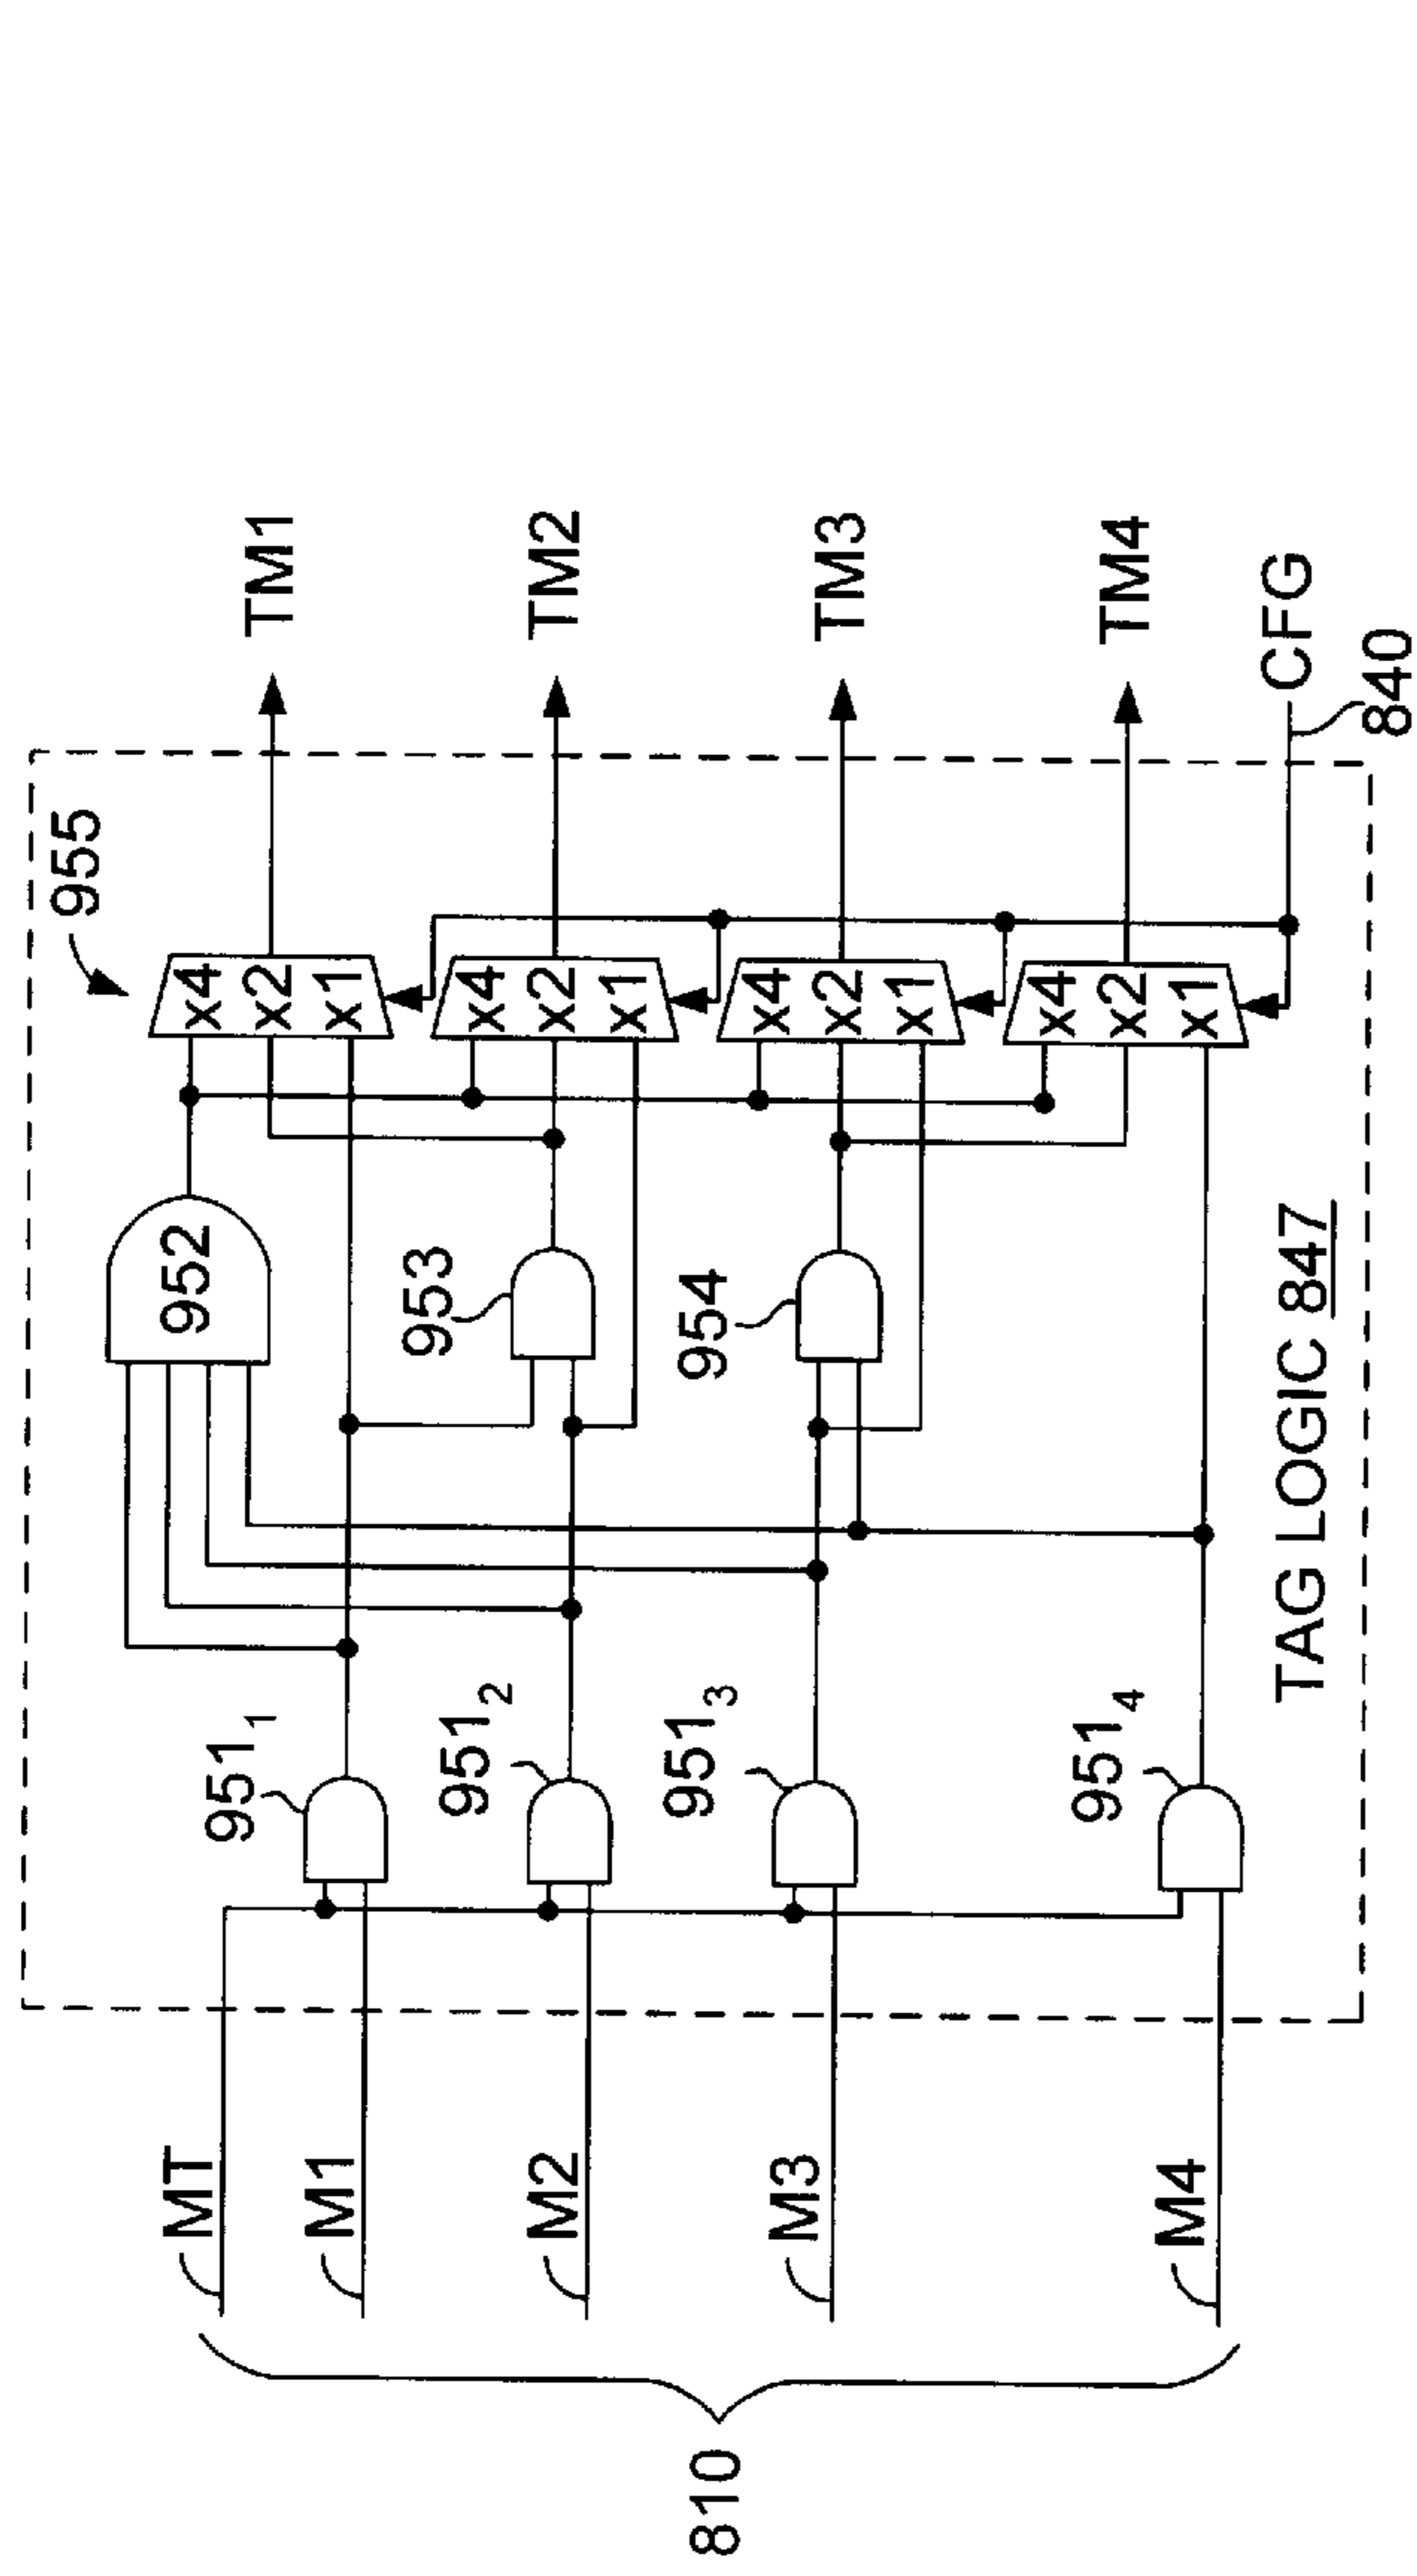 810
MT
M1
M2
M3
M4
951₁
951₂
951₃
951₄
952
953
954
955
x4
x2
x1
x4
x2
x1
x4
x2
x1
x4
x2
x1
TM1
TM2
TM3
TM4
CFG
840
TAG LOGIC 847